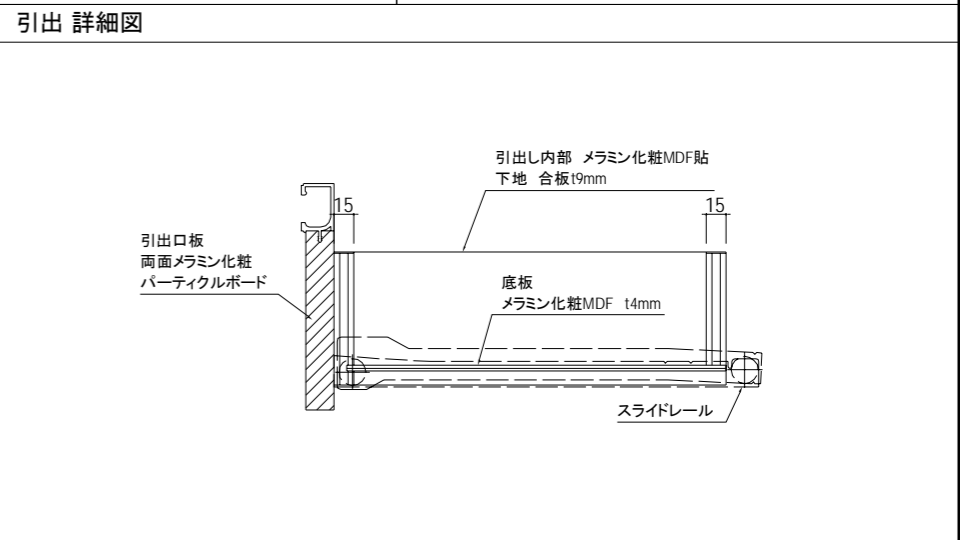 引出 詳細図
引出し内部 メラミン化粧MDF貼
下地 合板t9mm
15
15
引出口板
両面メラミン化粧
パーティクルボード
底板
メラミン化粧MDF t4mm
スライドレール